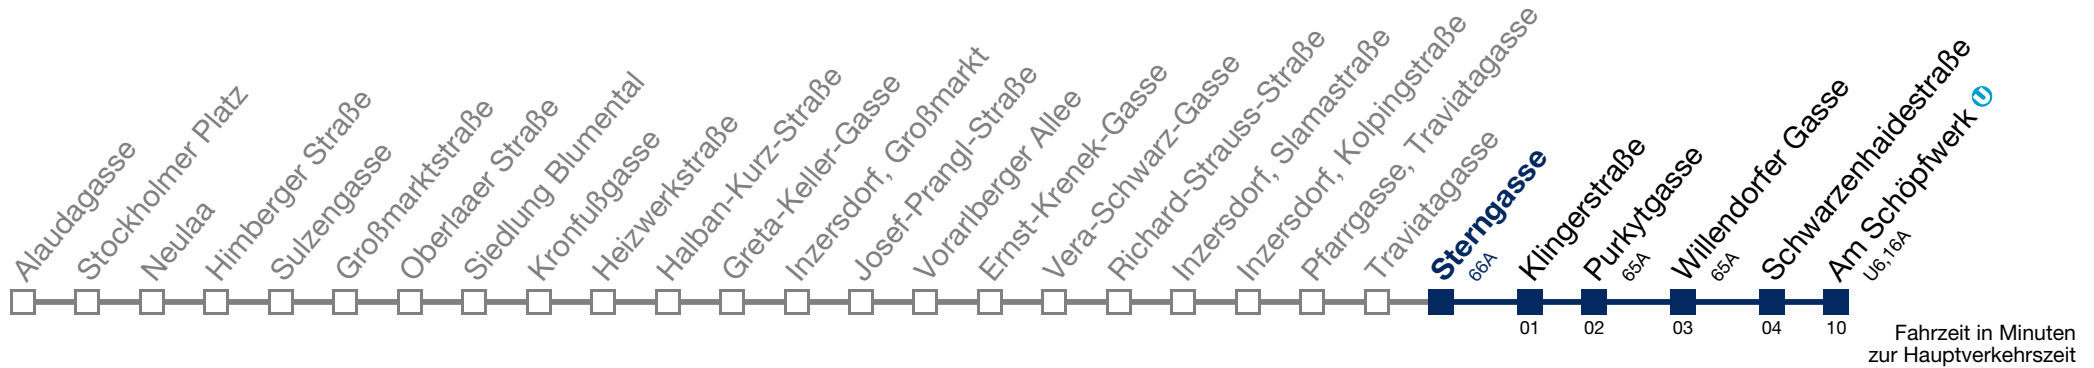 Alaudagasse
Stockholmer Platz
Neulaa
Himberger Straße
Sulzengasse
Großmarktstraße
Oberlaaer Straße
Siedlung Blumental
Kronfußgasse
Heizwerkstraße
Halban-Kurz-Straße
Greta-Keller-Gasse
Inzersdorf, Großmarkt
Josef-Prangl-Straße
Vorarlberger Allee
Ernst-Krenek-Gasse
Vera-Schwarz-Gasse
Richard-Strauss-Straße
Inzersdorf, Slamastraße
Inzersdorf, Kolpingstraße
Pfarrgasse, Traviatagasse
Traviatagasse
Sterngasse
66A
Klingerstraße
Purkytgasse
65A
Willendorfer Gasse
65A
Schwarzenhaidestraße
Am Schöpfwerk U
U6,16A
01
02
03
04
10
Fahrzeit in Minuten
zur Hauptverkehrszeit